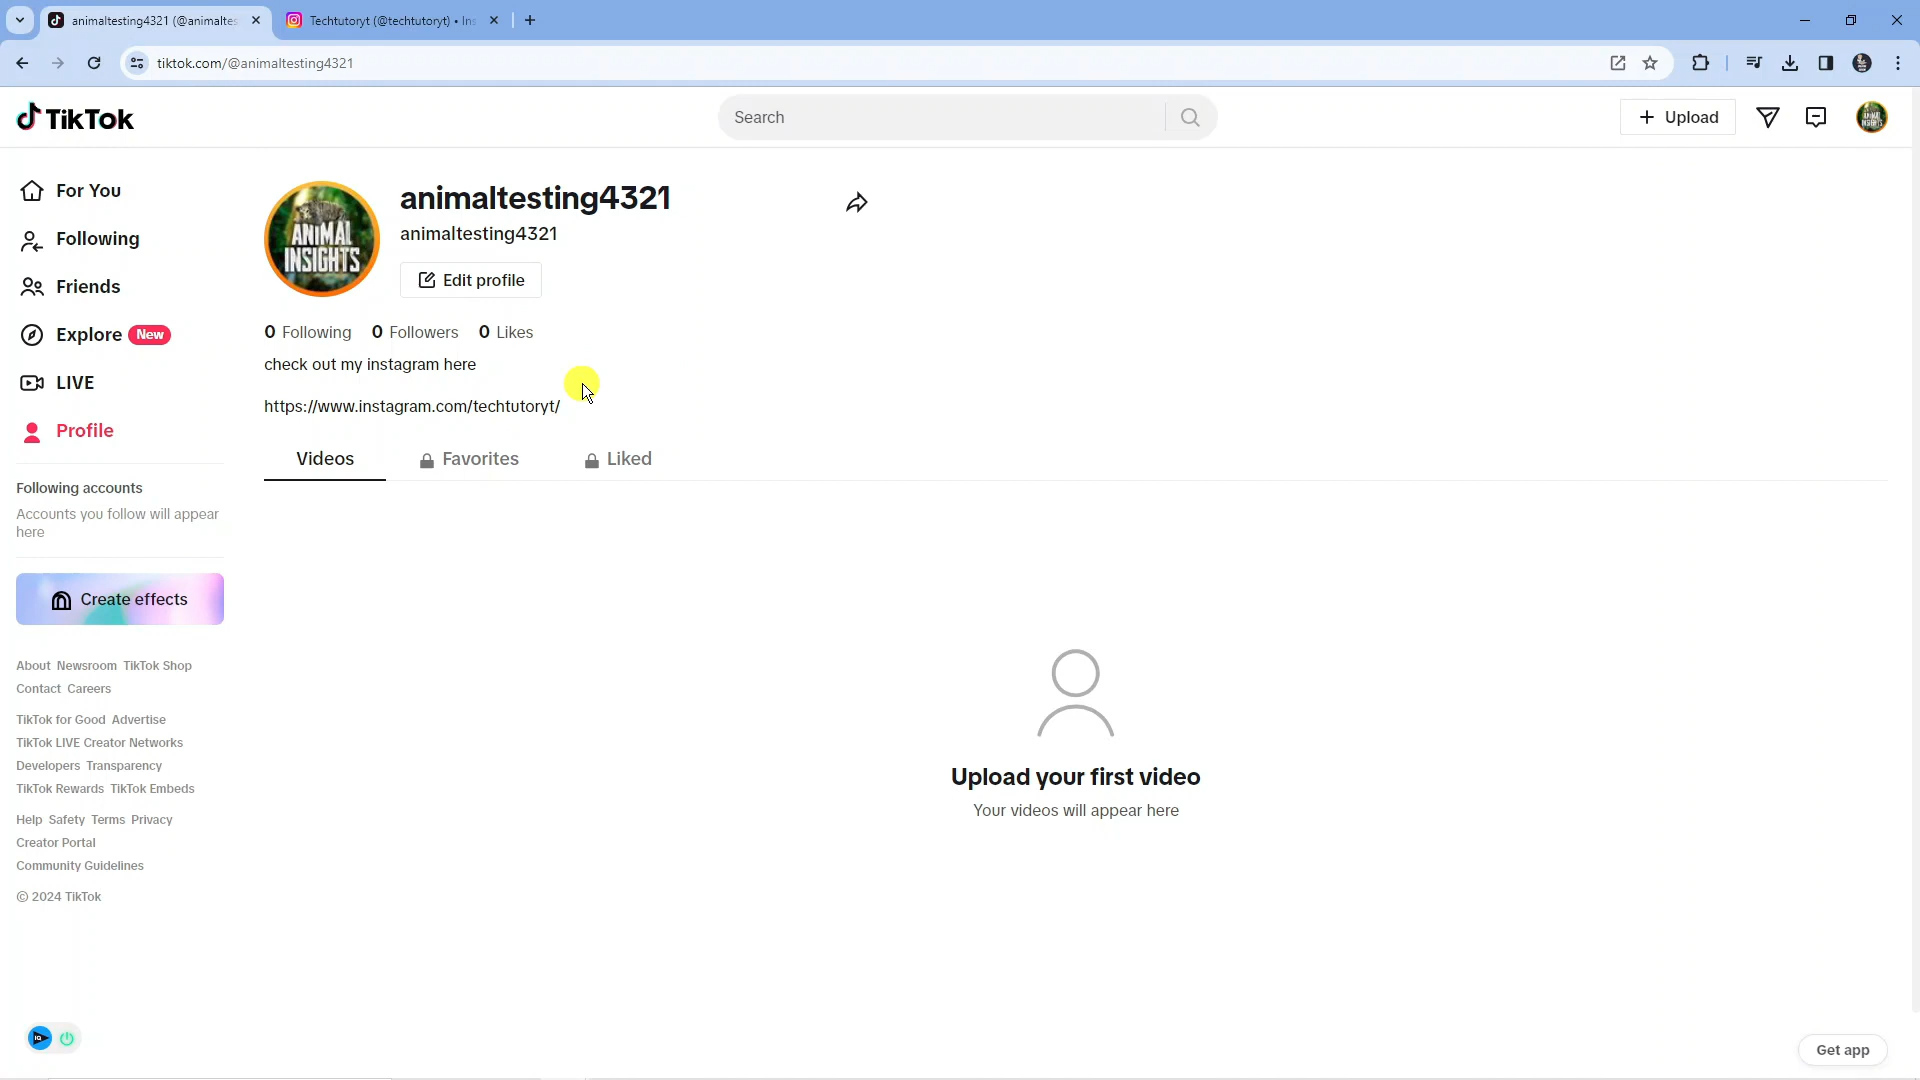 animaltesting4321 (@animaltes
Techtutoryt (@techtutoryt) • Ins
tiktok.com/@animaltesting4321
TikTok
Search
Upload
For You
Following
Friends
Explore New
LIVE
Profile
Following accounts
Accounts you follow will appear
here
Create effects
About Newsroom TikTok Shop
Contact Careers
TikTok for Good Advertise
TikTok LIVE Creator Networks
Developers Transparency
TikTok Rewards TikTok Embeds
Help Safety Terms Privacy
Creator Portal
Community Guidelines
© 2024 TikTok
ANIMAL
INSIGHTS
animaltesting4321
animaltesting4321
Edit profile
0 Following 0 Followers 0 Likes
check out my instagram here
https://www.instagram.com/techtutoryt/
Videos Favorites Liked
Upload your first video
Your videos will appear here
IQ
Get app